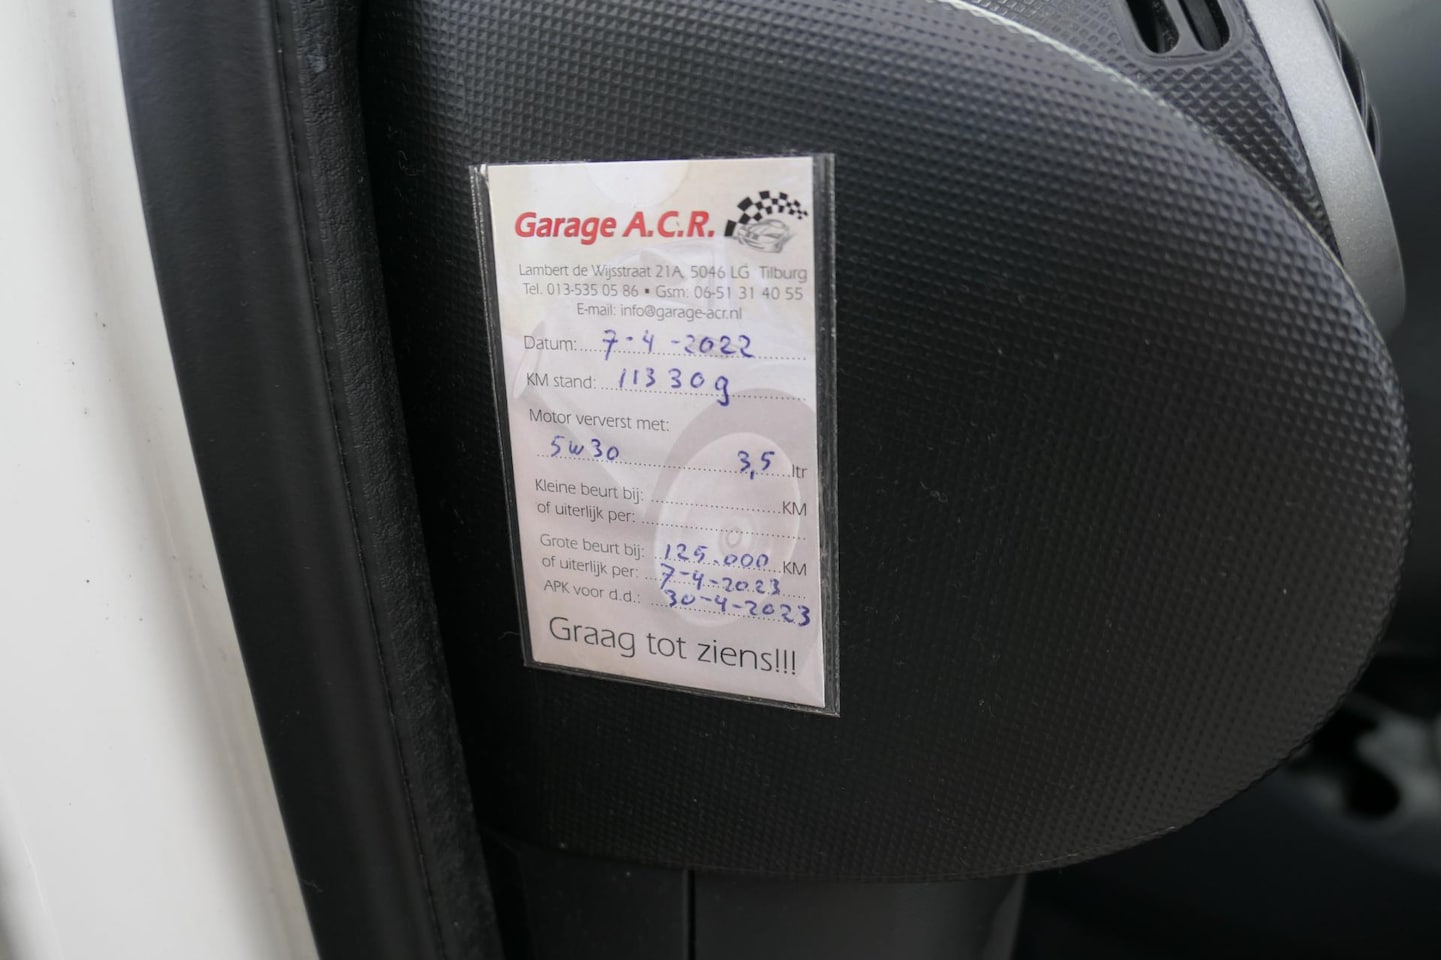 Garage A.C.R.
Lambert de Wijsstraat 21A, 5046 LG Tilburg
Tel. 013-535 05 86 • Gsm: 06-51 31 40 55
E-mail: info@garage-acr.nl
Datum: 7-4-2022
KM stand: 113309
Motor ververst met:
5w30 3,5 ltr
Kleine beurt bij: KM
of uiterlijk per:
Grote beurt bij: 125.000 KM
of uiterlijk per: 7-4-2023
APK voor d.d.: 30-4-2023
Graag tot ziens!!!